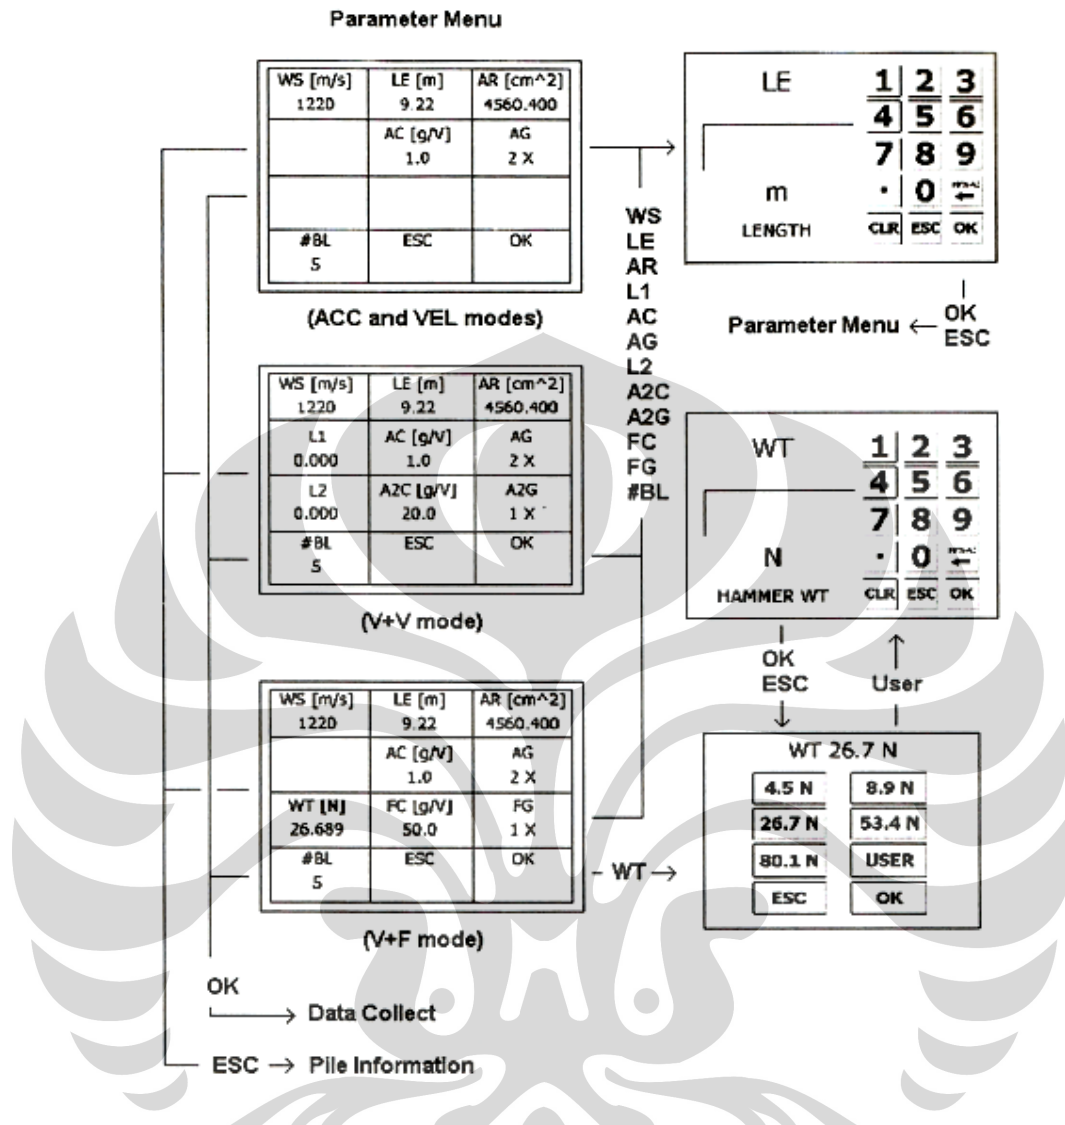 Parameter Menu
WS [m/s] LE [m] AR [cm^2]
1220 9.22 4560.400
AC [g/V] AG
1.0 2 X
#BL ESC OK
5
(ACC and VEL modes)
LE
1 2 3
4 5 6
7 8 9
m
. 0 ←
LENGTH
CLR ESC OK
OK
ESC
Parameter Menu ←
WS
LE
AR
L1
AC
AG
L2
A2C
A2G
FC
FG
#BL
WS [m/s] LE [m] AR [cm^2]
1220 9.22 4560.400
L1 AC [g/V] AG
0.000 1.0 2 X
L2 A2C [g/V] A2G
0.000 20.0 1 X
#BL ESC OK
5
(V+V mode)
WT
1 2 3
4 5 6
7 8 9
N
. 0 ←
HAMMER WT
CLR ESC OK
OK
ESC
User
WS [m/s] LE [m] AR [cm^2]
1220 9.22 4560.400
AC [g/V] AG
1.0 2 X
WT [N] FC [g/V] FG
26.689 50.0 1 X
#BL ESC OK
5
(V+F mode)
WT →
WT 26.7 N
4.5 N 8.9 N
26.7 N 53.4 N
80.1 N USER
ESC OK
OK
→ Data Collect
ESC → Pile Information